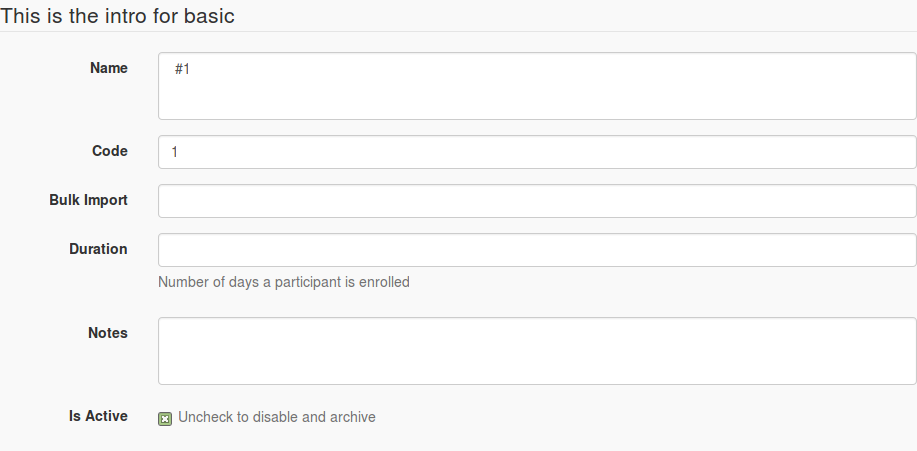 This is the intro for basic
Name
#1
Code
1
Bulk Import
Duration
Number of days a participant is enrolled
Notes
Is Active
Uncheck to disable and archive